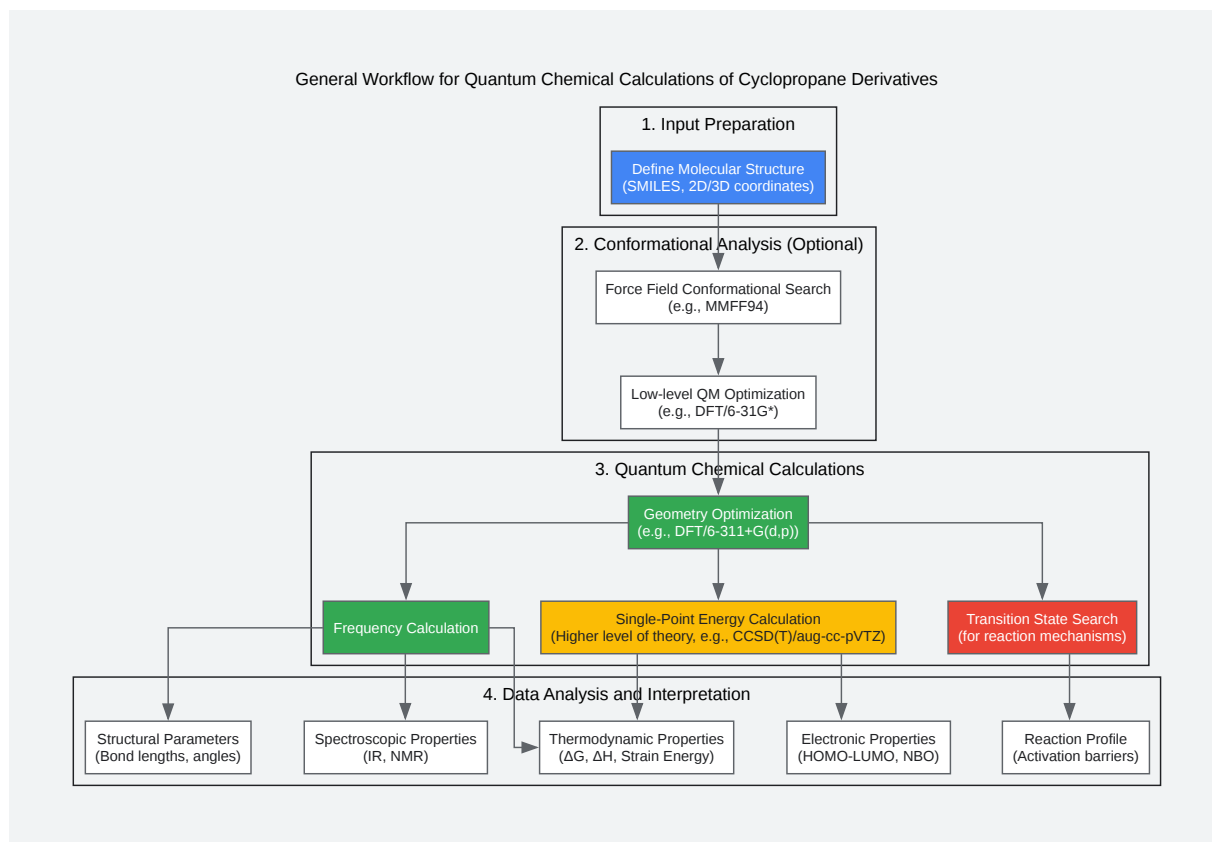 General Workflow for Quantum Chemical Calculations of Cyclopropane Derivatives
1. Input Preparation
Define Molecular Structure
(SMILES, 2D/3D coordinates)
2. Conformational Analysis (Optional)
Force Field Conformational Search
(e.g., MMFF94)
Low-level QM Optimization
(e.g., DFT/6-31G*)
3. Quantum Chemical Calculations
Geometry Optimization
(e.g., DFT/6-311+G(d,p))
Frequency Calculation
Single-Point Energy Calculation
(Higher level of theory, e.g., CCSD(T)/aug-cc-pVTZ)
Transition State Search
(for reaction mechanisms)
4. Data Analysis and Interpretation
Structural Parameters
(Bond lengths, angles)
Spectroscopic Properties
(IR, NMR)
Thermodynamic Properties
(ΔG, ΔH, Strain Energy)
Electronic Properties
(HOMO-LUMO, NBO)
Reaction Profile
(Activation barriers)